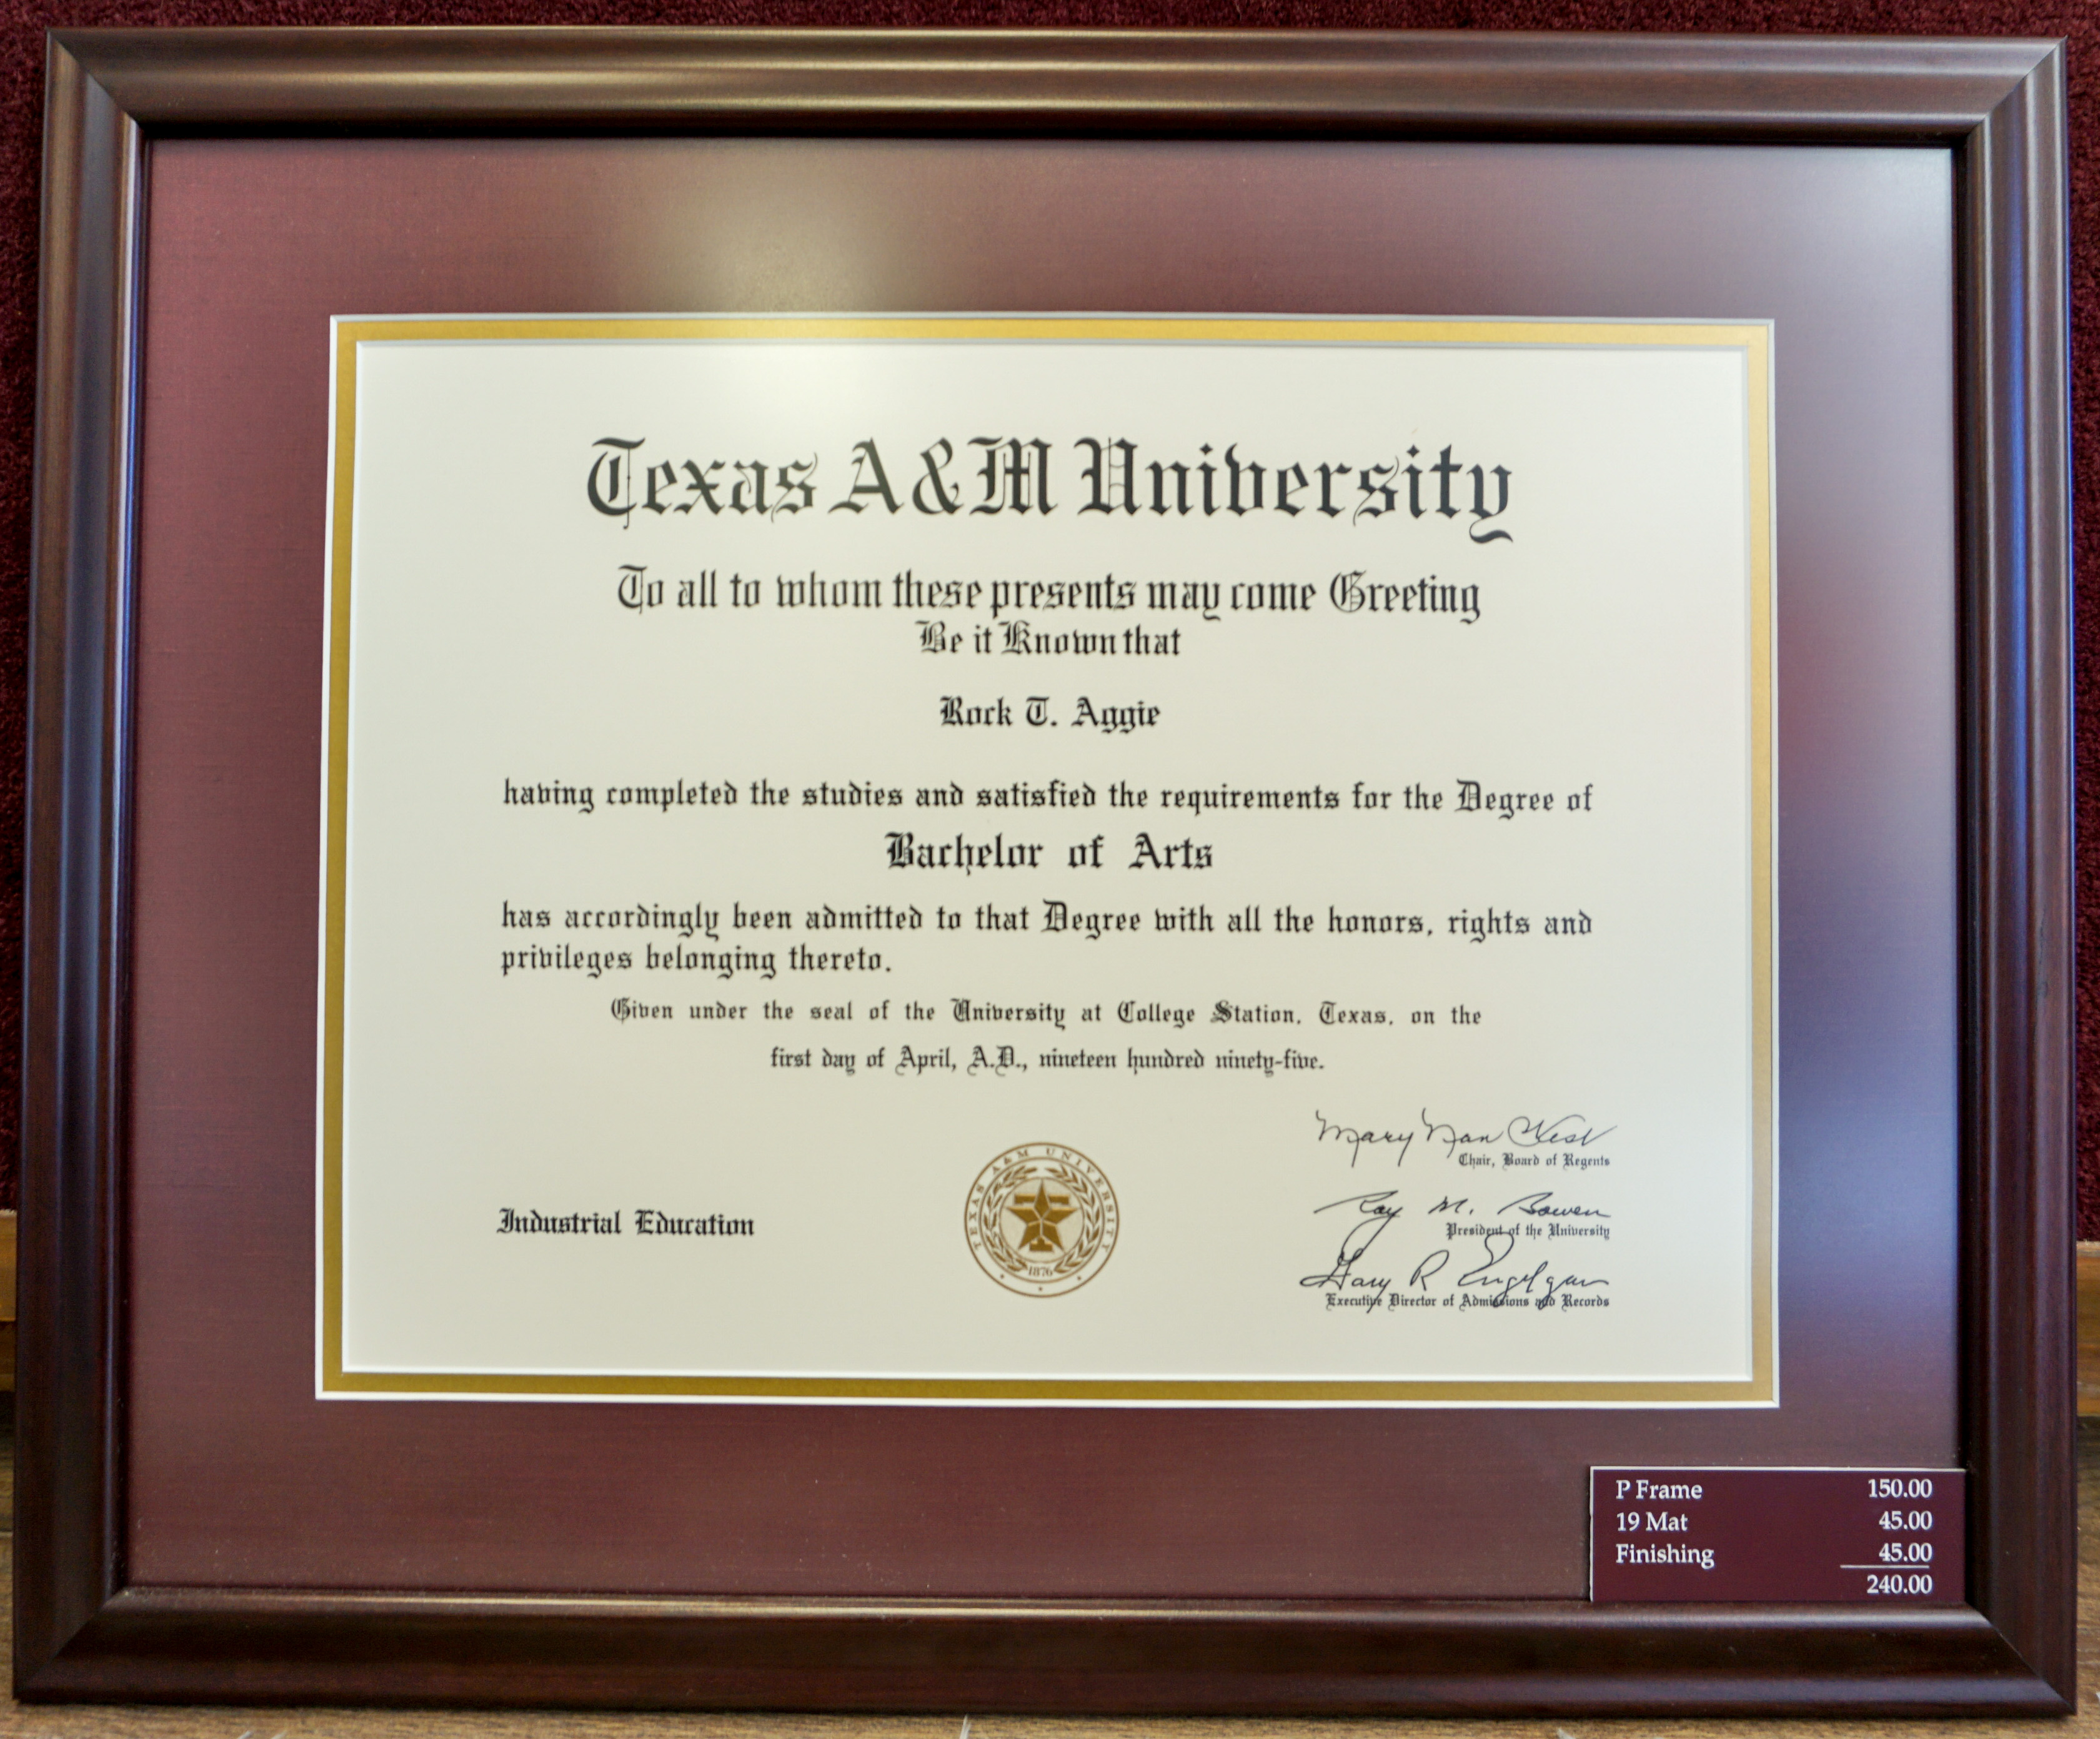 Texas A&M University
To all to whom these presents may come Greeting
Be it Known that
Rock T. Aggie
having completed the studies and satisfied the requirements for the Degree of
Bachelor of Arts
has accordingly been admitted to that Degree with all the honors, rights and
privileges belonging thereto.
Given under the seal of the University at College Station, Texas, on the
first day of April, A.D., nineteen hundred ninety-five.
Mary Nan West
Chair, Board of Regents
Ray M. Bowen
President of the University
Gary R Engelgau
Executive Director of Admissions and Records
Industrial Education
TEXAS A&M UNIVERSITY
1876
P Frame 150.00
19 Mat 45.00
Finishing 45.00
240.00